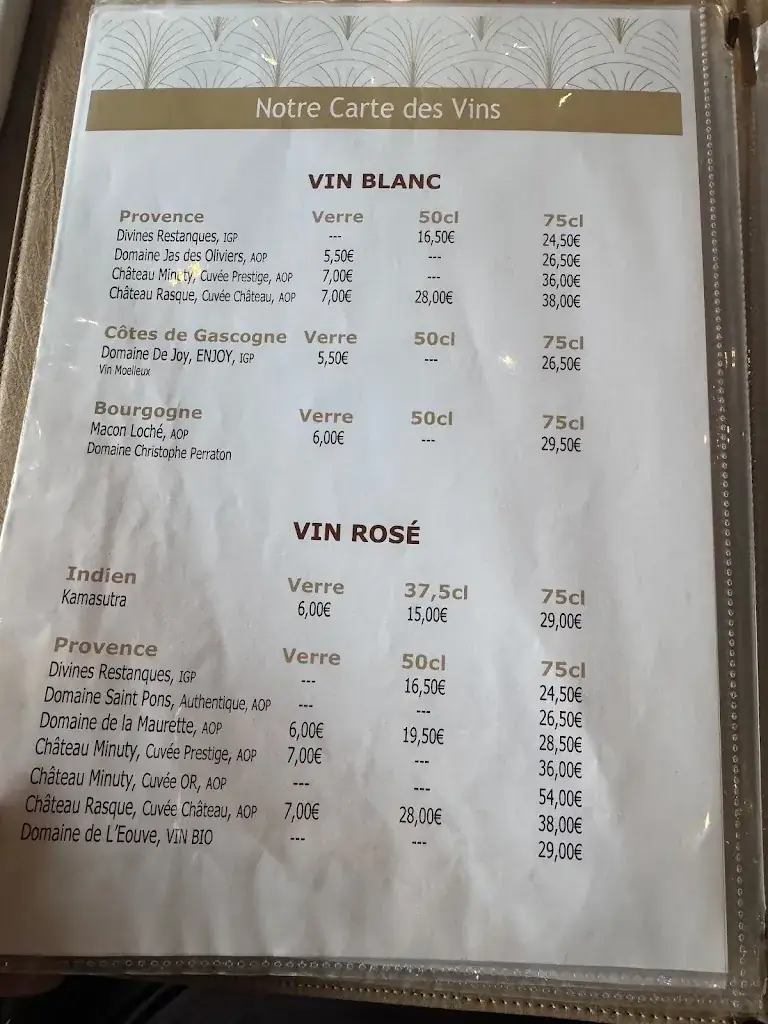 Notre Carte des Vins
VIN BLANC
Provence Verre 50cl 75cl
Divines Restanques, IGP --- 16,50€ 24,50€
Domaine Jas des Oliviers, AOP 5,50€ --- 26,50€
Château Minuty, Cuvée Prestige, AOP 7,00€ --- 36,00€
Château Rasque, Cuvée Château, AOP 7,00€ 28,00€ 38,00€
Côtes de Gascogne Verre 50cl 75cl
Domaine De Joy, ENJOY, IGP 5,50€ --- 26,50€
Vin Moelleux
Bourgogne Verre 50cl 75cl
Macon Loché, AOP 6,00€ --- 29,50€
Domaine Christophe Perraton
VIN ROSÉ
Indien Verre 37,5cl 75cl
Kamasutra 6,00€ 15,00€ 29,00€
Provence Verre 50cl 75cl
Divines Restanques, IGP --- 16,50€ 24,50€
Domaine Saint Pons, Authentique, AOP --- --- 26,50€
Domaine de la Maurette, AOP 6,00€ 19,50€ 28,50€
Château Minuty, Cuvée Prestige, AOP 7,00€ --- 36,00€
Château Minuty, Cuvée OR, AOP --- --- 54,00€
Château Rasque, Cuvée Château, AOP 7,00€ 28,00€ 38,00€
Domaine de L'Eouve, VIN BIO --- --- 29,00€